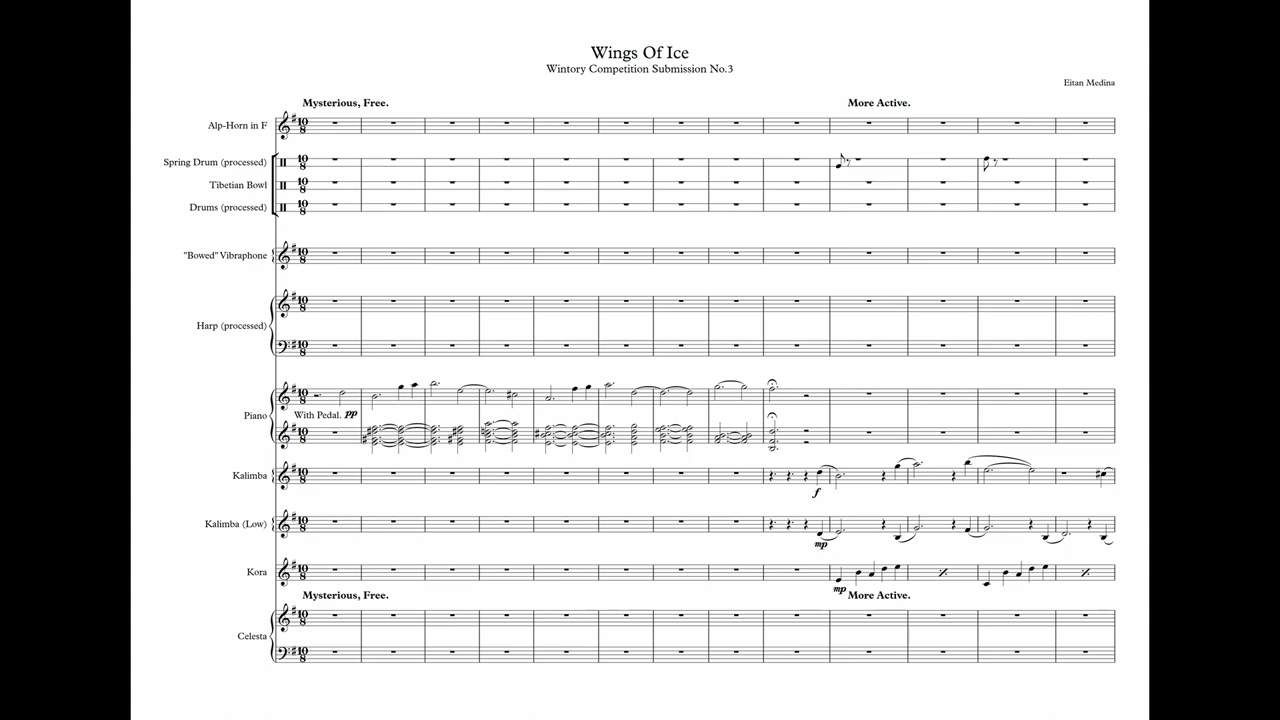 Wings Of Ice
Wintory Competition Submission No.3
Eitan Medina
Mysterious, Free. More Active.
Alp-Horn in F
Spring Drum (processed)
Tibetian Bowl
Drums (processed)
"Bowed" Vibraphone
Harp (processed)
Piano
With Pedal. pp
Kalimba
f
Kalimba (Low)
mp
Kora
mp
Mysterious, Free. More Active.
Celesta